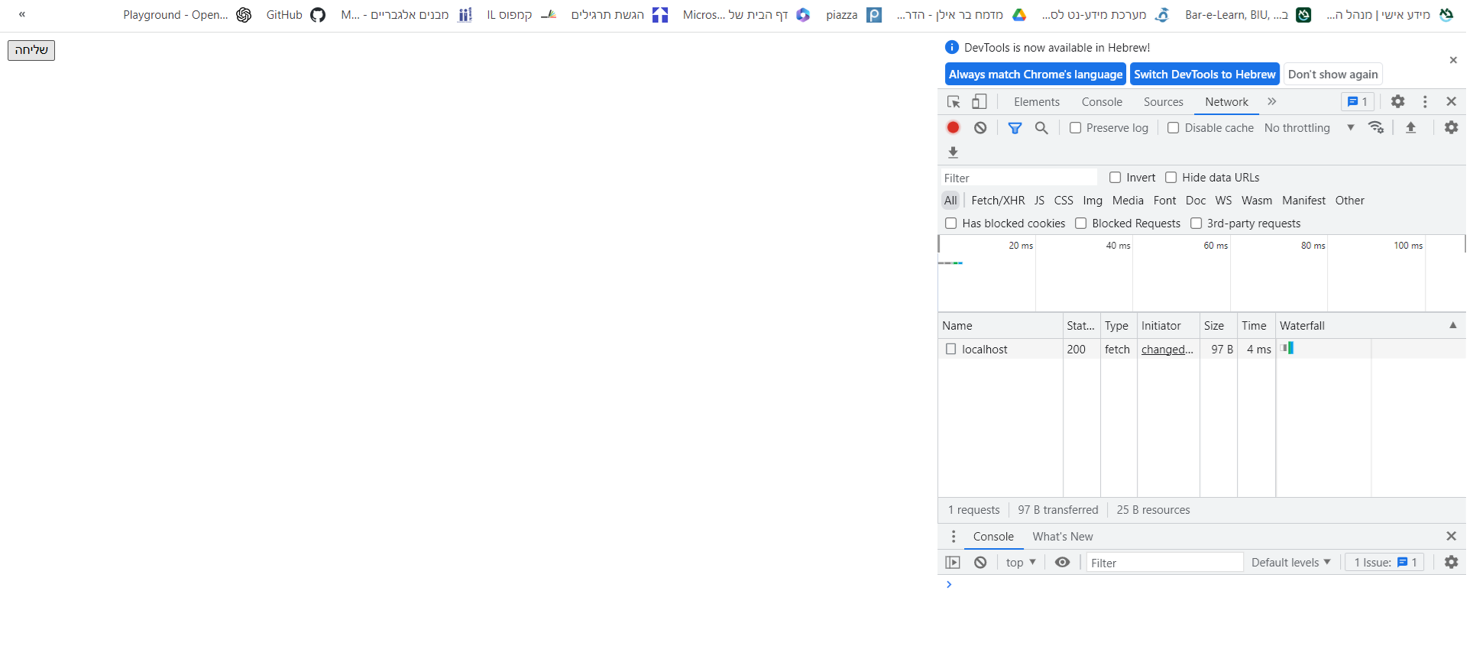 « Playground - Open... GitHub מבנים אלגבריים - ...M קמפוס IL הגשת תרגילים דף הבית של ...Micros piazza מדמח בר אילן - הדר... מערכת מידע-נט לס... Bar-e-Learn, BIU, ...ב מידע אישי | מנהל ה...
שליחה
DevTools is now available in Hebrew!
Always match Chrome's language Switch DevTools to Hebrew Don't show again
Elements Console Sources Network » 1
Preserve log Disable cache No throttling
Filter Invert Hide data URLs
All Fetch/XHR JS CSS Img Media Font Doc WS Wasm Manifest Other
Has blocked cookies Blocked Requests 3rd-party requests
20 ms 40 ms 60 ms 80 ms 100 ms
Name Stat... Type Initiator Size Time Waterfall
localhost 200 fetch changed... 97 B 4 ms
1 requests 97 B transferred 25 B resources
Console What's New
top Filter Default levels 1 Issue: 1